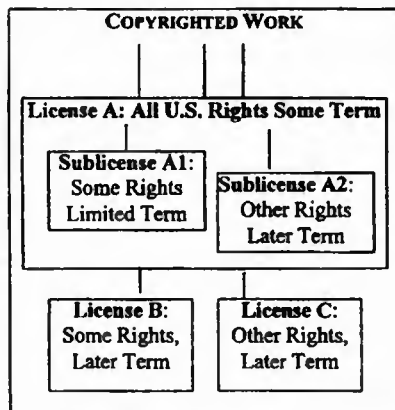 COPYRIGHTED WORK
License A: All U.S. Rights Some Term
Sublicense A1:
Some Rights
Limited Term
Sublicense A2:
Other Rights
Later Term
License B:
Some Rights,
Later Term
License C:
Other Rights,
Later Term